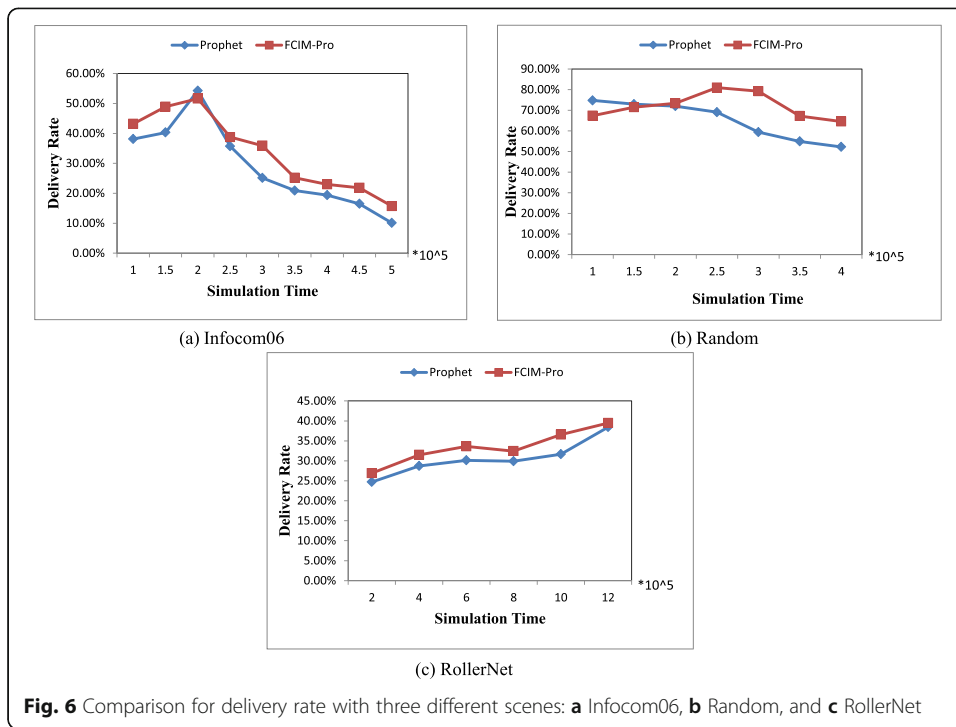 Prophet FCIM-Pro
60.00%
50.00%
40.00%
30.00%
20.00%
10.00%
0.00%
Delivery Rate
1 1.5 2 2.5 3 3.5 4 4.5 5
*10^5
Simulation Time
(a) Infocom06
Prophet FCIM-Pro
90.00%
80.00%
70.00%
60.00%
50.00%
40.00%
30.00%
20.00%
10.00%
0.00%
Delivery Rate
1 1.5 2 2.5 3 3.5 4
*10^5
Simulation Time
(b) Random
Prophet FCIM-Pro
45.00%
40.00%
35.00%
30.00%
25.00%
20.00%
15.00%
10.00%
5.00%
0.00%
Delivery Rate
2 4 6 8 10 12
*10^5
Simulation Time
(c) RollerNet
Fig. 6 Comparison for delivery rate with three different scenes: a Infocom06, b Random, and c RollerNet